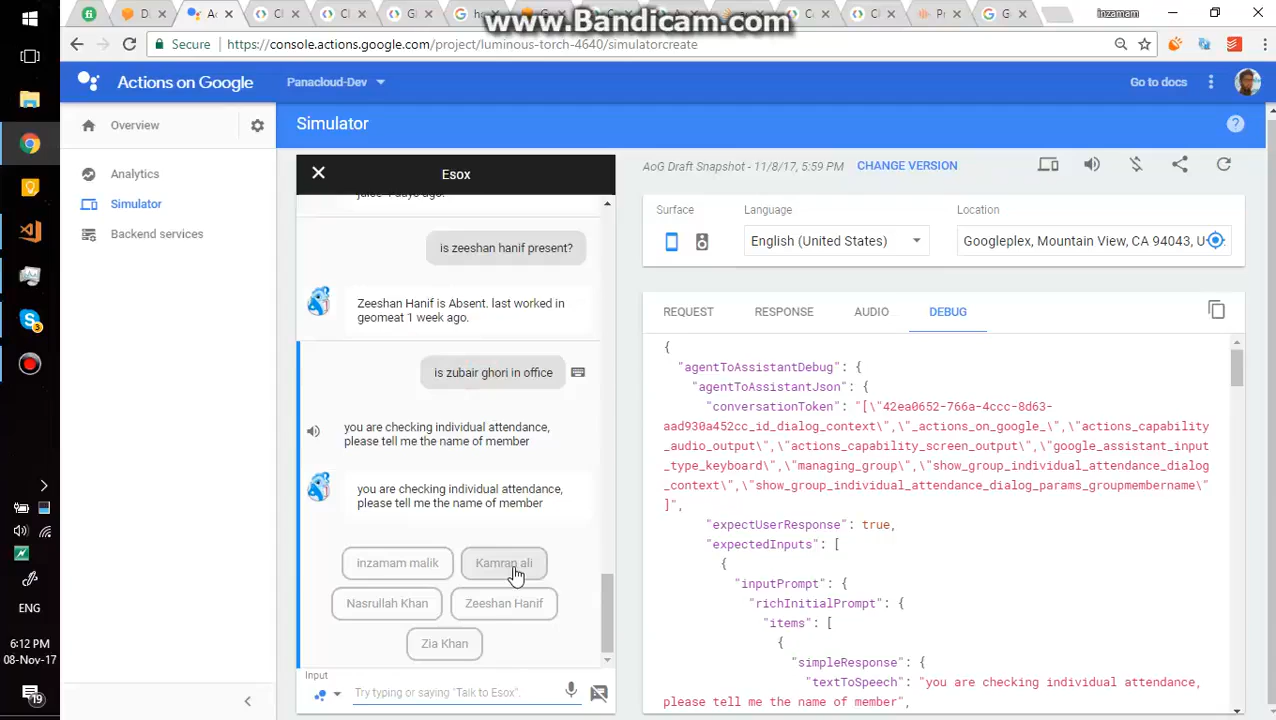 www.Bandicam.com
inzamam
Secure
https://console.actions.google.com/project/luminous-torch-4640/simulatorcreate
Actions on Google
Panacloud-Dev
Go to docs
Overview
Simulator
Analytics
Simulator
Backend services
Esox
AoG Draft Snapshot - 11/8/17, 5:59 PM
CHANGE VERSION
Surface
Language
Location
English (United States)
Googleplex, Mountain View, CA 94043, U
is zeeshan hanif present?
Zeeshan Hanif is Absent. last worked in
geomeat 1 week ago.
is zubair ghori in office
you are checking individual attendance,
please tell me the name of member
you are checking individual attendance,
please tell me the name of member
inzamam malik
Kamran ali
Nasrullah Khan
Zeeshan Hanif
Zia Khan
Input
Try typing or saying "Talk to Esox".
REQUEST
RESPONSE
AUDIO
DEBUG
{
"agentToAssistantDebug": {
"agentToAssistantJson": {
"conversationToken": "[\"42ea0652-766a-4ccc-8d63-
aad930a452cc_id_dialog_context\",\"_actions_on_google_\",\"actions_capability
_audio_output\",\"actions_capability_screen_output\",\"google_assistant_input
_type_keyboard\",\"managing_group\",\"show_group_individual_attendance_dialog
_context\",\"show_group_individual_attendance_dialog_params_groupmembername\"
]",
"expectUserResponse": true,
"expectedInputs": [
{
"inputPrompt": {
"richInitialPrompt": {
"items": [
{
"simpleResponse": {
"textToSpeech": "you are checking individual attendance,
please tell me the name of member",
ENG
6:12 PM
08-Nov-17
19